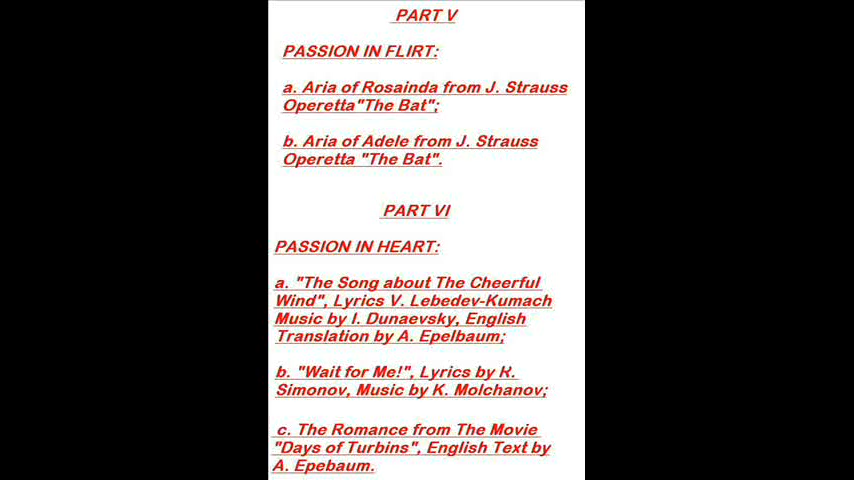 PART V
PASSION IN FLIRT:
a. Aria of Rosainda from J. Strauss
Operetta"The Bat";
b. Aria of Adele from J. Strauss
Operetta "The Bat".
PART VI
PASSION IN HEART:
a. "The Song about The Cheerful
Wind", Lyrics V. Lebedev-Kumach
Music by I. Dunaevsky, English
Translation by A. Epelbaum;
b. "Wait for Me!", Lyrics by K.
Simonov, Music by K. Molchanov;
c. The Romance from The Movie
"Days of Turbins", English Text by
A. Epebaum.